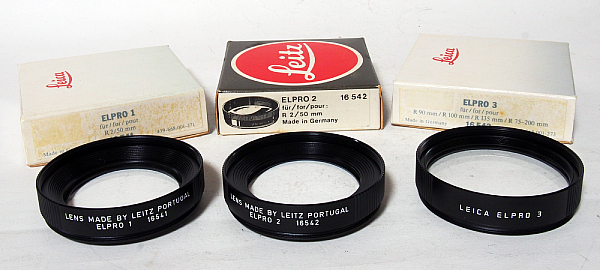 Leica
ELPRO 1
für/for/pour
R 2/50 mm
Leitz
ELPRO 2 16 542
für/for/pour:
R 2/50 mm
Made in Germany
Leica
ELPRO 3
für/for/pour
R 90 mm / R 100 mm / R 135 mm / R 75-200 mm
LENS MADE BY LEITZ PORTUGAL
ELPRO 1 16541
LENS MADE BY LEITZ PORTUGAL
ELPRO 2 16542
LEICA ELPRO 3